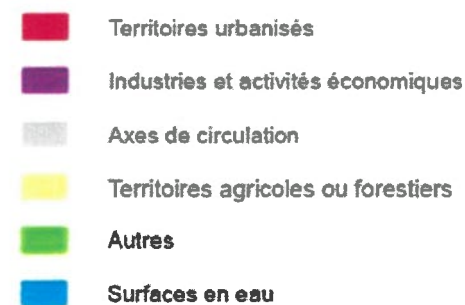 Territoires urbanisés
Industries et activités économiques
Axes de circulation
Territoires agricoles ou forestiers
Autres
Surfaces en eau